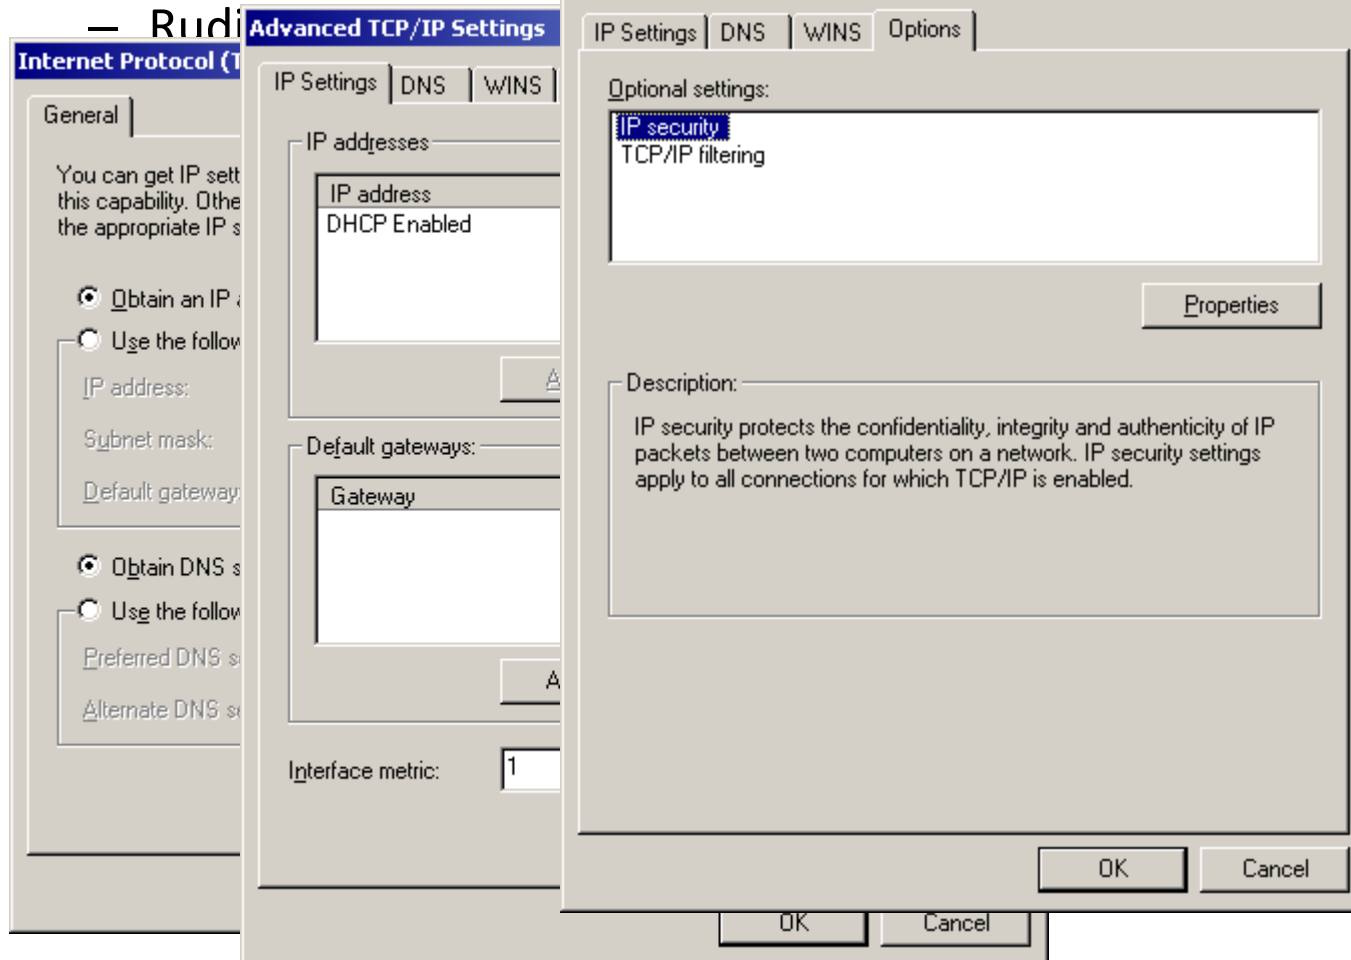 – Rudi
Internet Protocol (T
General
You can get IP sett
this capability. Othe
the appropriate IP s
Obtain an IP a
Use the follow
IP address:
Subnet mask:
Default gateway:
Obtain DNS s
Use the follow
Preferred DNS se
Alternate DNS se
Advanced TCP/IP Settings
IP Settings DNS WINS
IP addresses
IP address
DHCP Enabled
A
Default gateways:
Gateway
A
Interface metric: 1
OK Cancel
IP Settings DNS WINS Options
Optional settings:
IP security
TCP/IP filtering
Properties
Description:
IP security protects the confidentiality, integrity and authenticity of IP
packets between two computers on a network. IP security settings
apply to all connections for which TCP/IP is enabled.
OK Cancel